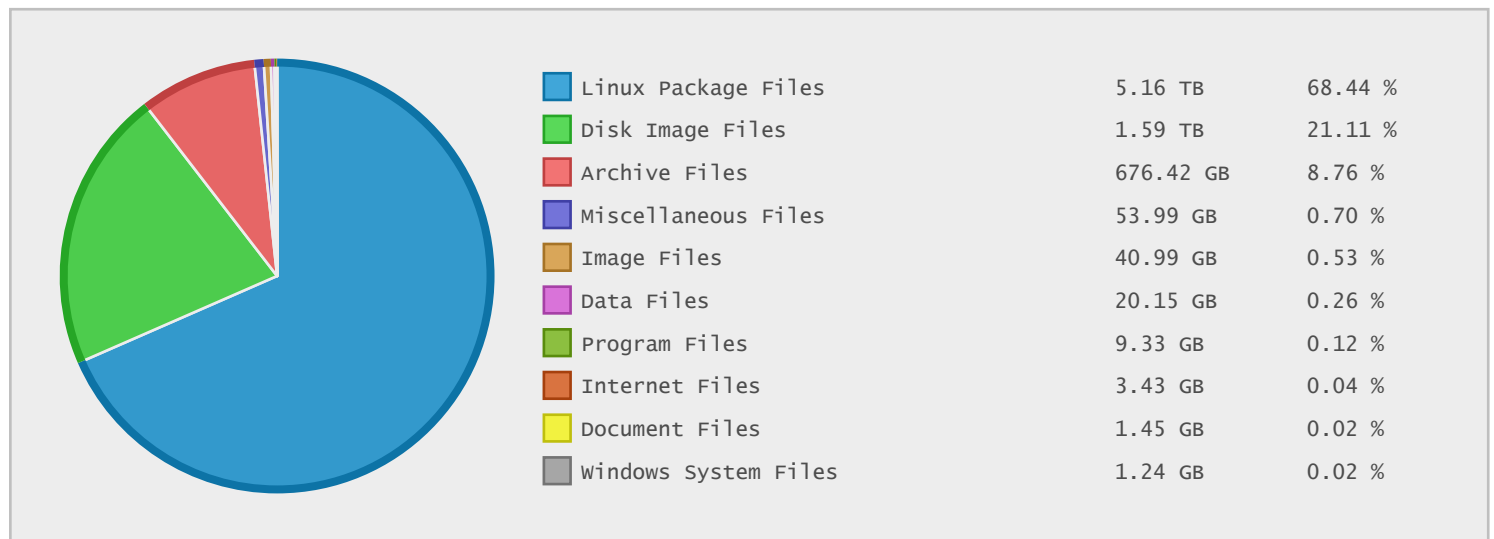 Linux Package Files 5.16 TB 68.44 %
Disk Image Files 1.59 TB 21.11 %
Archive Files 676.42 GB 8.76 %
Miscellaneous Files 53.99 GB 0.70 %
Image Files 40.99 GB 0.53 %
Data Files 20.15 GB 0.26 %
Program Files 9.33 GB 0.12 %
Internet Files 3.43 GB 0.04 %
Document Files 1.45 GB 0.02 %
Windows System Files 1.24 GB 0.02 %